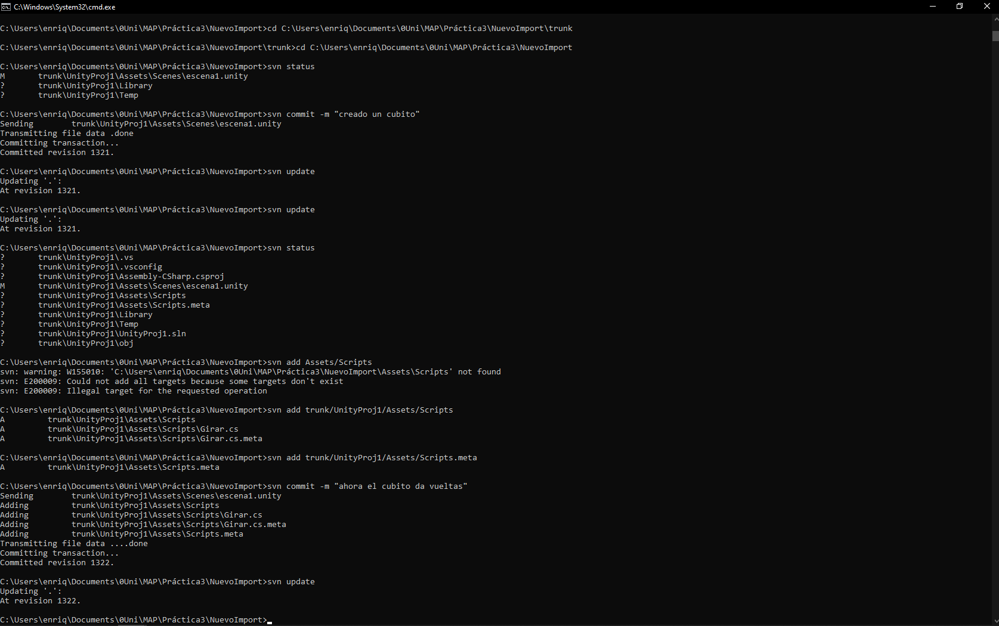 C:\Windows\System32\cmd.exe
C:\Users\enriq\Documents\0Uni\MAP\Práctica3\NuevoImport>cd C:\Users\enriq\Documents\0Uni\MAP\Práctica3\NuevoImport\trunk
C:\Users\enriq\Documents\0Uni\MAP\Práctica3\NuevoImport\trunk>cd C:\Users\enriq\Documents\0Uni\MAP\Práctica3\NuevoImport
C:\Users\enriq\Documents\0Uni\MAP\Práctica3\NuevoImport>svn status
M       trunk\UnityProj1\Assets\Scenes\escena1.unity
?       trunk\UnityProj1\Library
?       trunk\UnityProj1\Temp
C:\Users\enriq\Documents\0Uni\MAP\Práctica3\NuevoImport>svn commit -m "creado un cubito"
Sending        trunk\UnityProj1\Assets\Scenes\escena1.unity
Transmitting file data .done
Committing transaction...
Committed revision 1321.
C:\Users\enriq\Documents\0Uni\MAP\Práctica3\NuevoImport>svn update
Updating '.':
At revision 1321.
C:\Users\enriq\Documents\0Uni\MAP\Práctica3\NuevoImport>svn update
Updating '.':
At revision 1321.
C:\Users\enriq\Documents\0Uni\MAP\Práctica3\NuevoImport>svn status
?       trunk\UnityProj1\.vs
?       trunk\UnityProj1\.vsconfig
?       trunk\UnityProj1\Assembly-CSharp.csproj
M       trunk\UnityProj1\Assets\Scenes\escena1.unity
?       trunk\UnityProj1\Assets\Scripts
?       trunk\UnityProj1\Assets\Scripts.meta
?       trunk\UnityProj1\Library
?       trunk\UnityProj1\Temp
?       trunk\UnityProj1\UnityProj1.sln
?       trunk\UnityProj1\obj
C:\Users\enriq\Documents\0Uni\MAP\Práctica3\NuevoImport>svn add Assets/Scripts
svn: warning: W155010: 'C:\Users\enriq\Documents\0Uni\MAP\Práctica3\NuevoImport\Assets\Scripts' not found
svn: E200009: Could not add all targets because some targets don't exist
svn: E200009: Illegal target for the requested operation
C:\Users\enriq\Documents\0Uni\MAP\Práctica3\NuevoImport>svn add trunk/UnityProj1/Assets/Scripts
A         trunk\UnityProj1\Assets\Scripts
A         trunk\UnityProj1\Assets\Scripts\Girar.cs
A         trunk\UnityProj1\Assets\Scripts\Girar.cs.meta
C:\Users\enriq\Documents\0Uni\MAP\Práctica3\NuevoImport>svn add trunk/UnityProj1/Assets/Scripts.meta
A         trunk\UnityProj1\Assets\Scripts.meta
C:\Users\enriq\Documents\0Uni\MAP\Práctica3\NuevoImport>svn commit -m "ahora el cubito da vueltas"
Sending        trunk\UnityProj1\Assets\Scenes\escena1.unity
Adding         trunk\UnityProj1\Assets\Scripts
Adding         trunk\UnityProj1\Assets\Scripts\Girar.cs
Adding         trunk\UnityProj1\Assets\Scripts\Girar.cs.meta
Adding         trunk\UnityProj1\Assets\Scripts.meta
Transmitting file data ....done
Committing transaction...
Committed revision 1322.
C:\Users\enriq\Documents\0Uni\MAP\Práctica3\NuevoImport>svn update
Updating '.':
At revision 1322.
C:\Users\enriq\Documents\0Uni\MAP\Práctica3\NuevoImport>